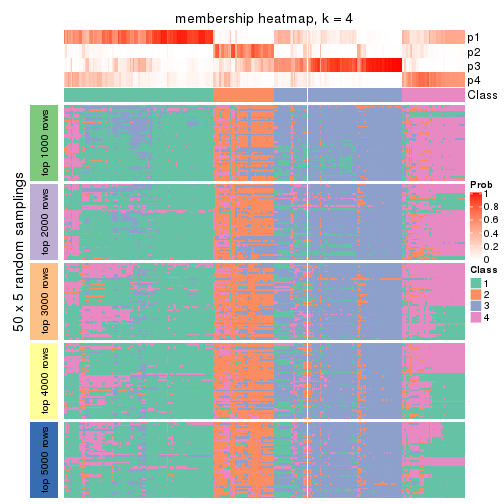 membership heatmap, k = 4
p1
p2
p3
p4
Class
50 x 5 random samplings
top 1000 rows
top 2000 rows
top 3000 rows
top 4000 rows
top 5000 rows
Prob
1
0.8
0.6
0.4
0.2
0
Class
1
2
3
4